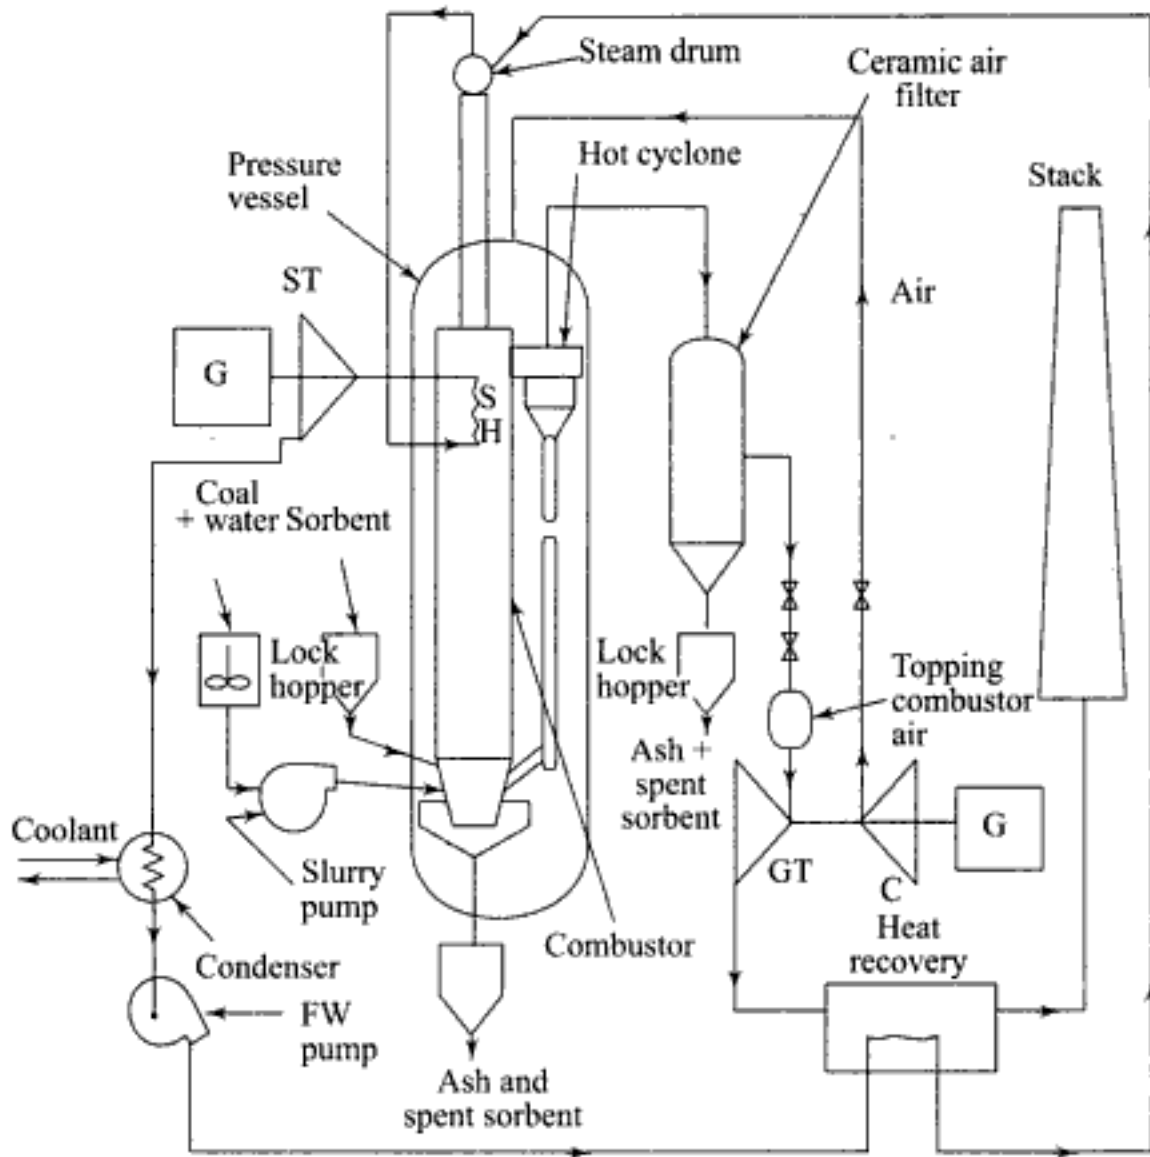 Steam drum
Ceramic air
filter
Hot cyclone
Pressure
vessel
Stack
ST
Air
G
S
H
Coal
+ water Sorbent
Lock
hopper
Lock
hopper
Topping
combustor
air
Ash +
spent
sorbent
Coolant
G
GT
C
Slurry
pump
Heat
recovery
Combustor
Condenser
FW
pump
Ash and
spent sorbent